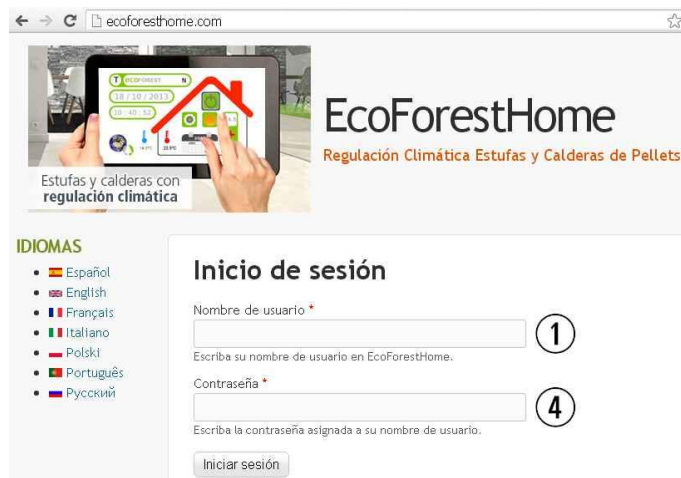 ecoforesthome.com
T ecoforest N
18 / 10 / 2013
10 : 40 : 52
Estufas y calderas con
regulación climática
EcoForestHome
Regulación Climática Estufas y Calderas de Pellets
IDIOMAS
Español
English
Français
Italiano
Polski
Português
Русский
Inicio de sesión
Nombre de usuario *
1
Escriba su nombre de usuario en EcoForestHome.
Contraseña *
4
Escriba la contraseña asignada a su nombre de usuario.
Iniciar sesión